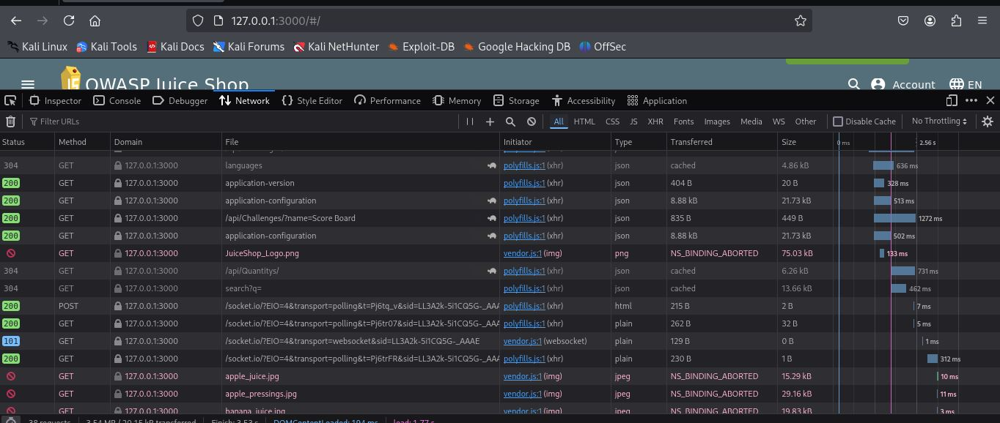 127.0.0.1:3000/#/
Kali Linux Kali Tools Kali Docs Kali Forums Kali NetHunter Exploit-DB Google Hacking DB OffSec
OWASP Juice Shop Account EN
Inspector Console Debugger Network Style Editor Performance Memory Storage Accessibility Application
Filter URLs All HTML CSS JS XHR Fonts Images Media WS Other Disable Cache No Throttling
Status Method Domain File Initiator Type Transferred Size 0 ms 2.56 s
304 GET 127.0.0.1:3000 languages polyfills.js:1 (xhr) json cached 4.86 kB 636 ms
200 GET 127.0.0.1:3000 application-version polyfills.js:1 (xhr) json 404 B 20 B 328 ms
200 GET 127.0.0.1:3000 application-configuration polyfills.js:1 (xhr) json 8.88 kB 21.73 kB 513 ms
200 GET 127.0.0.1:3000 /api/Challenges/?name=Score Board polyfills.js:1 (xhr) json 835 B 449 B 1272 ms
200 GET 127.0.0.1:3000 application-configuration polyfills.js:1 (xhr) json 8.88 kB 21.73 kB 502 ms
GET 127.0.0.1:3000 JuiceShop_Logo.png vendor.js:1 (img) png NS_BINDING_ABORTED 75.03 kB 133 ms
304 GET 127.0.0.1:3000 /api/Quantitys/ polyfills.js:1 (xhr) json cached 6.26 kB 731 ms
304 GET 127.0.0.1:3000 search?q= polyfills.js:1 (xhr) json cached 13.66 kB 462 ms
200 POST 127.0.0.1:3000 /socket.io/?EIO=4&transport=polling&t=Pj6tq_v&sid=LL3A2k-5i1CQ5G-_AAA polyfills.js:1 (xhr) html 215 B 2 B 7 ms
200 GET 127.0.0.1:3000 /socket.io/?EIO=4&transport=polling&t=Pj6tr07&sid=LL3A2k-5i1CQ5G-_AAA polyfills.js:1 (xhr) plain 262 B 32 B 5 ms
101 GET 127.0.0.1:3000 /socket.io/?EIO=4&transport=websocket&sid=LL3A2k-5i1CQ5G-_AAAE vendor.js:1 (websocket) plain 129 B 0 B 1 ms
200 GET 127.0.0.1:3000 /socket.io/?EIO=4&transport=polling&t=Pj6trFR&sid=LL3A2k-5i1CQ5G-_AAA polyfills.js:1 (xhr) plain 230 B 1 B 312 ms
GET 127.0.0.1:3000 apple_juice.jpg vendor.js:1 (img) jpeg NS_BINDING_ABORTED 15.29 kB 10 ms
GET 127.0.0.1:3000 apple_pressings.jpg vendor.js:1 (img) jpeg NS_BINDING_ABORTED 29.16 kB 11 ms
GET 127.0.0.1:3000 banana_juice.jpg vendor.js:1 (img) jpeg NS_BINDING_ABORTED 19.83 kB 3 ms
38 requests 3.54 MB / 20.15 kB transferred Finish: 3.53 s DOMContentLoaded: 194 ms load: 1.77 s